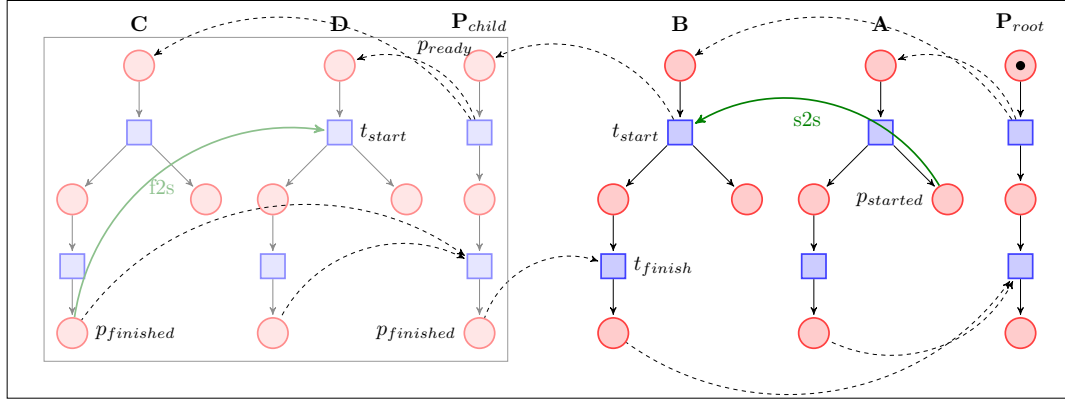 C D P_child B A P_root
p_ready
t_start t_start s2s
f2s p_started
t_finish
p_finished p_finished